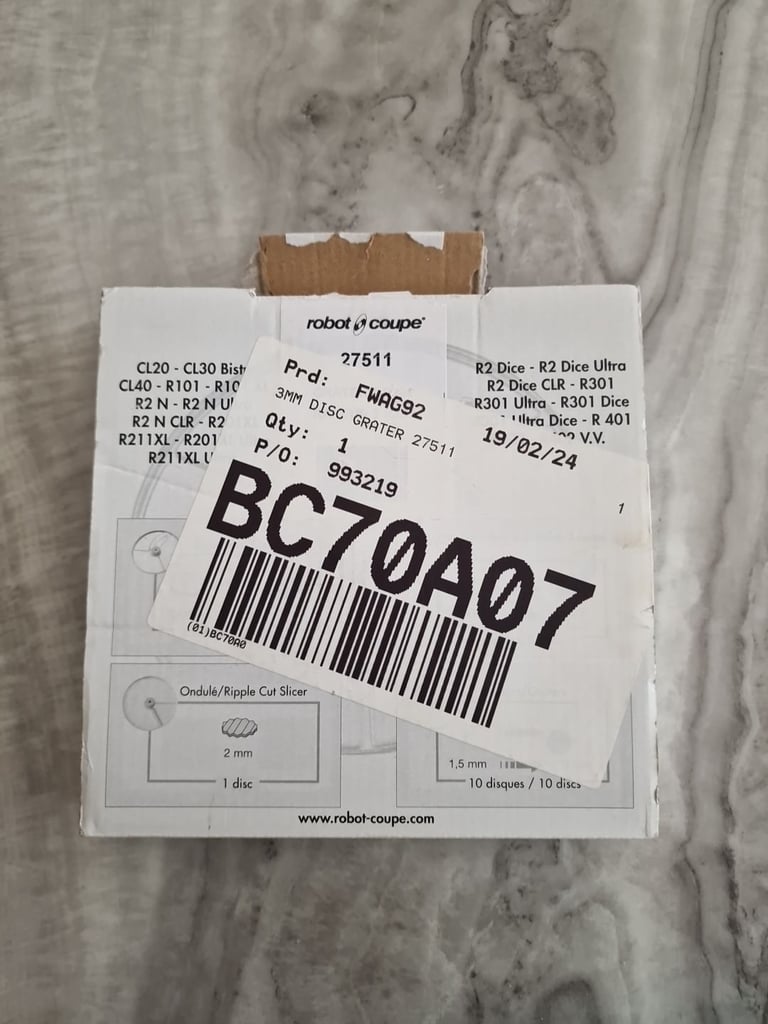 robot coupe®
27511
CL20 - CL30
CL40 - R101
R2 N - R2 N
R2 N CLR
R211XL - R201
R211XL
R2 Dice - R2 Dice Ultra
R2 Dice CLR - R301
R301 Ultra - R301 Dice
Ultra Dice - R 401
V.V.
Prd: FWAG92
3MM DISC GRATER 27511
19/02/24
Qty: 1
P/O: 993219
1
BC70A07
(01)BC70A0
Ondulé/Ripple Cut Slicer
2 mm
1 disc
1,5 mm
10 disques / 10 discs
www.robot-coupe.com